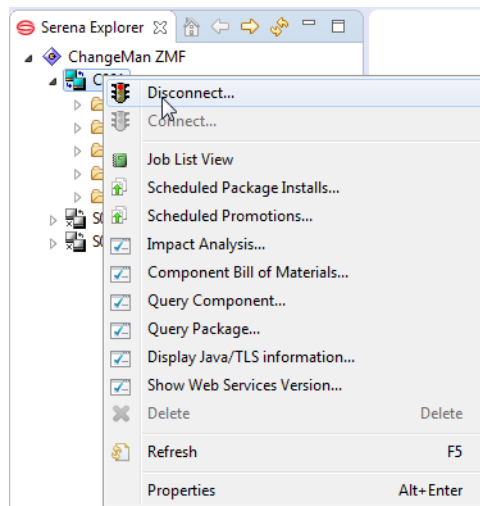 Serena Explorer
ChangeMan ZMF
Disconnect...
Connect...
Job List View
Scheduled Package Installs...
Scheduled Promotions...
Impact Analysis...
Component Bill of Materials...
Query Component...
Query Package...
Display Java/TLS information...
Show Web Services Version...
Delete Delete
Refresh F5
Properties Alt+Enter